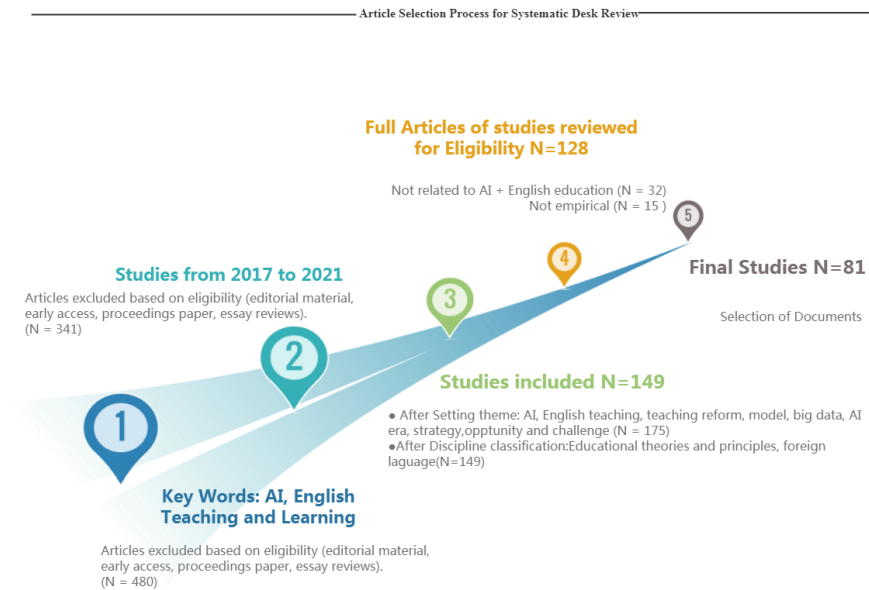 Article Selection Process for Systematic Desk Review
Full Articles of studies reviewed
for Eligibility N=128
Not related to AI + English education (N = 32)
Not empirical (N = 15 )
5
4
Final Studies N=81
Selection of Documents
Studies from 2017 to 2021
Articles excluded based on eligibility (editorial material,
early access, proceedings paper, essay reviews).
(N = 341)
3
2
Studies included N=149
● After Setting theme: AI, English teaching, teaching reform, model, big data, AI
era, strategy,opptunity and challenge (N = 175)
●After Discipline classification:Educational theories and principles, foreign
laguage(N=149)
1
Key Words: AI, English
Teaching and Learning
Articles excluded based on eligibility (editorial material,
early access, proceedings paper, essay reviews).
(N = 480)